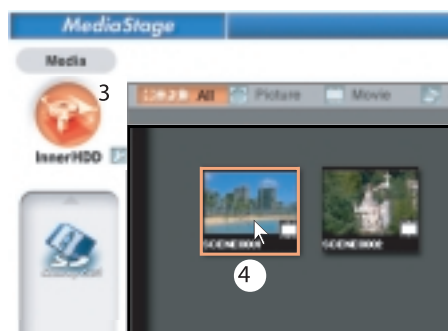 MediaStage
Media
3
All Picture Movie
InnerHDD
SCENE0001
SCENE0002
4